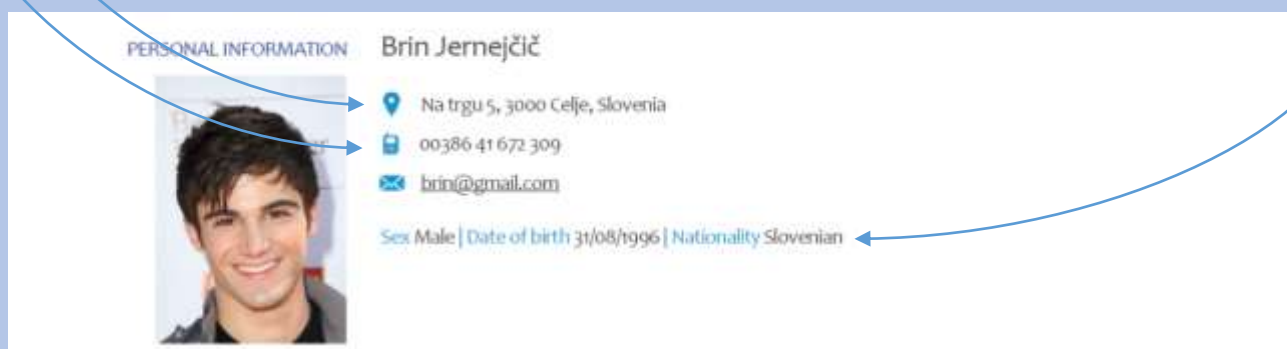 PERSONAL INFORMATION
Brin Jernejčič
Na trgu 5, 3000 Celje, Slovenia
00386 41 672 309
brin@gmail.com
Sex Male | Date of birth 31/08/1996 | Nationality Slovenian